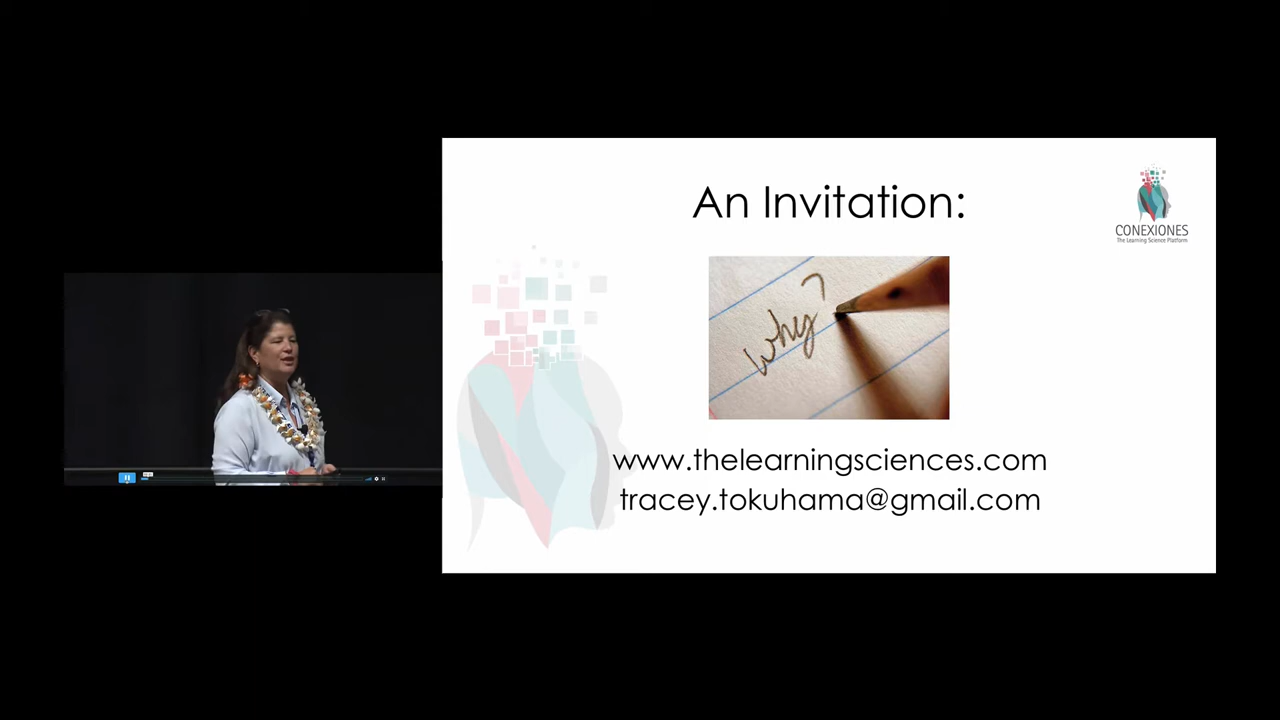 An Invitation:
CONEXIONES
The Learning Science Platform
why?
www.thelearningsciences.com
tracey.tokuhama@gmail.com